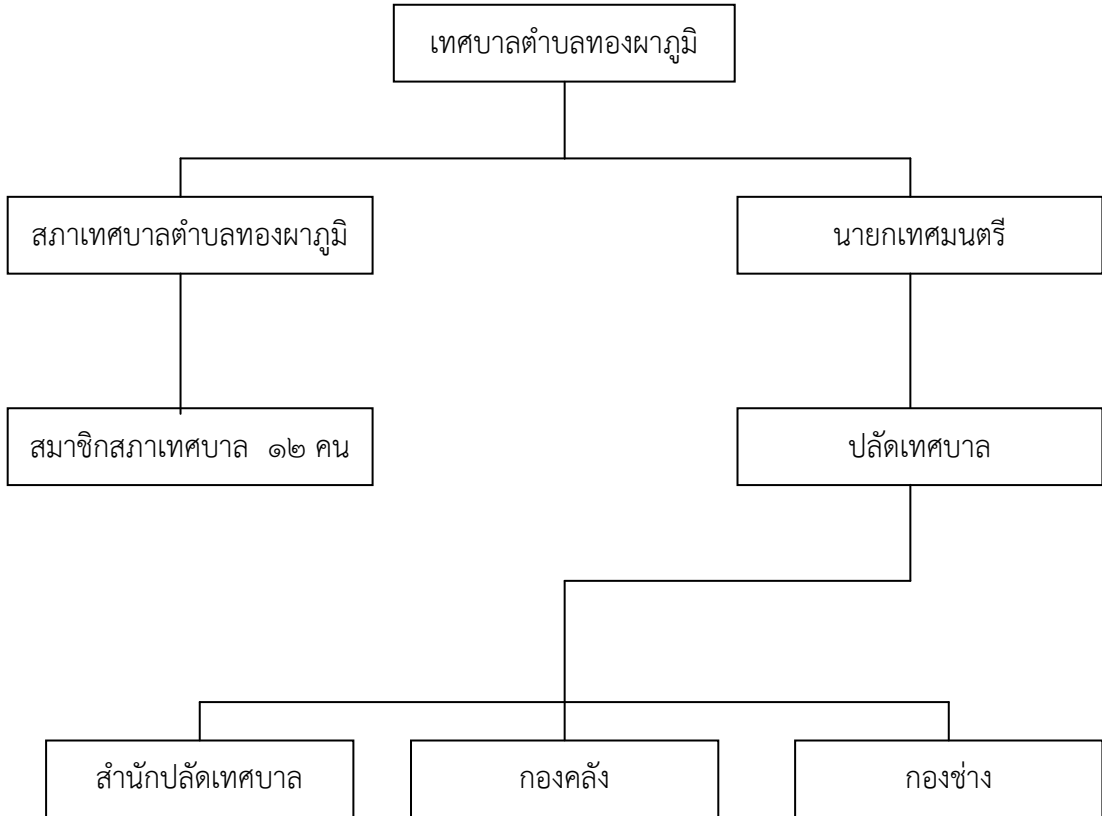 เทศบาลตำบลทองผาภูมิ
สภาเทศบาลตำบลทองผาภูมิ
นายกเทศมนตรี
สมาชิกสภาเทศบาล ๑๒ คน
ปลัดเทศบาล
สำนักปลัดเทศบาล
กองคลัง
กองช่าง